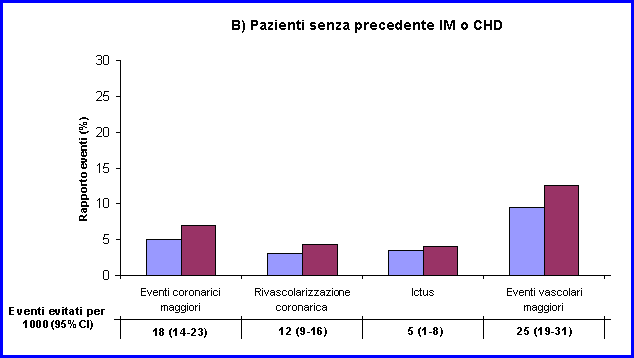 B) Pazienti senza precedente IM o CHD
Rapporto eventi (%)
30
25
20
15
10
5
0
Eventi coronarici
maggiori
Rivascolarizzazione
coronarica
Ictus
Eventi vascolari
maggiori
Eventi evitati per
1000 (95% CI)
18 (14-23)
12 (9-16)
5 (1-8)
25 (19-31)